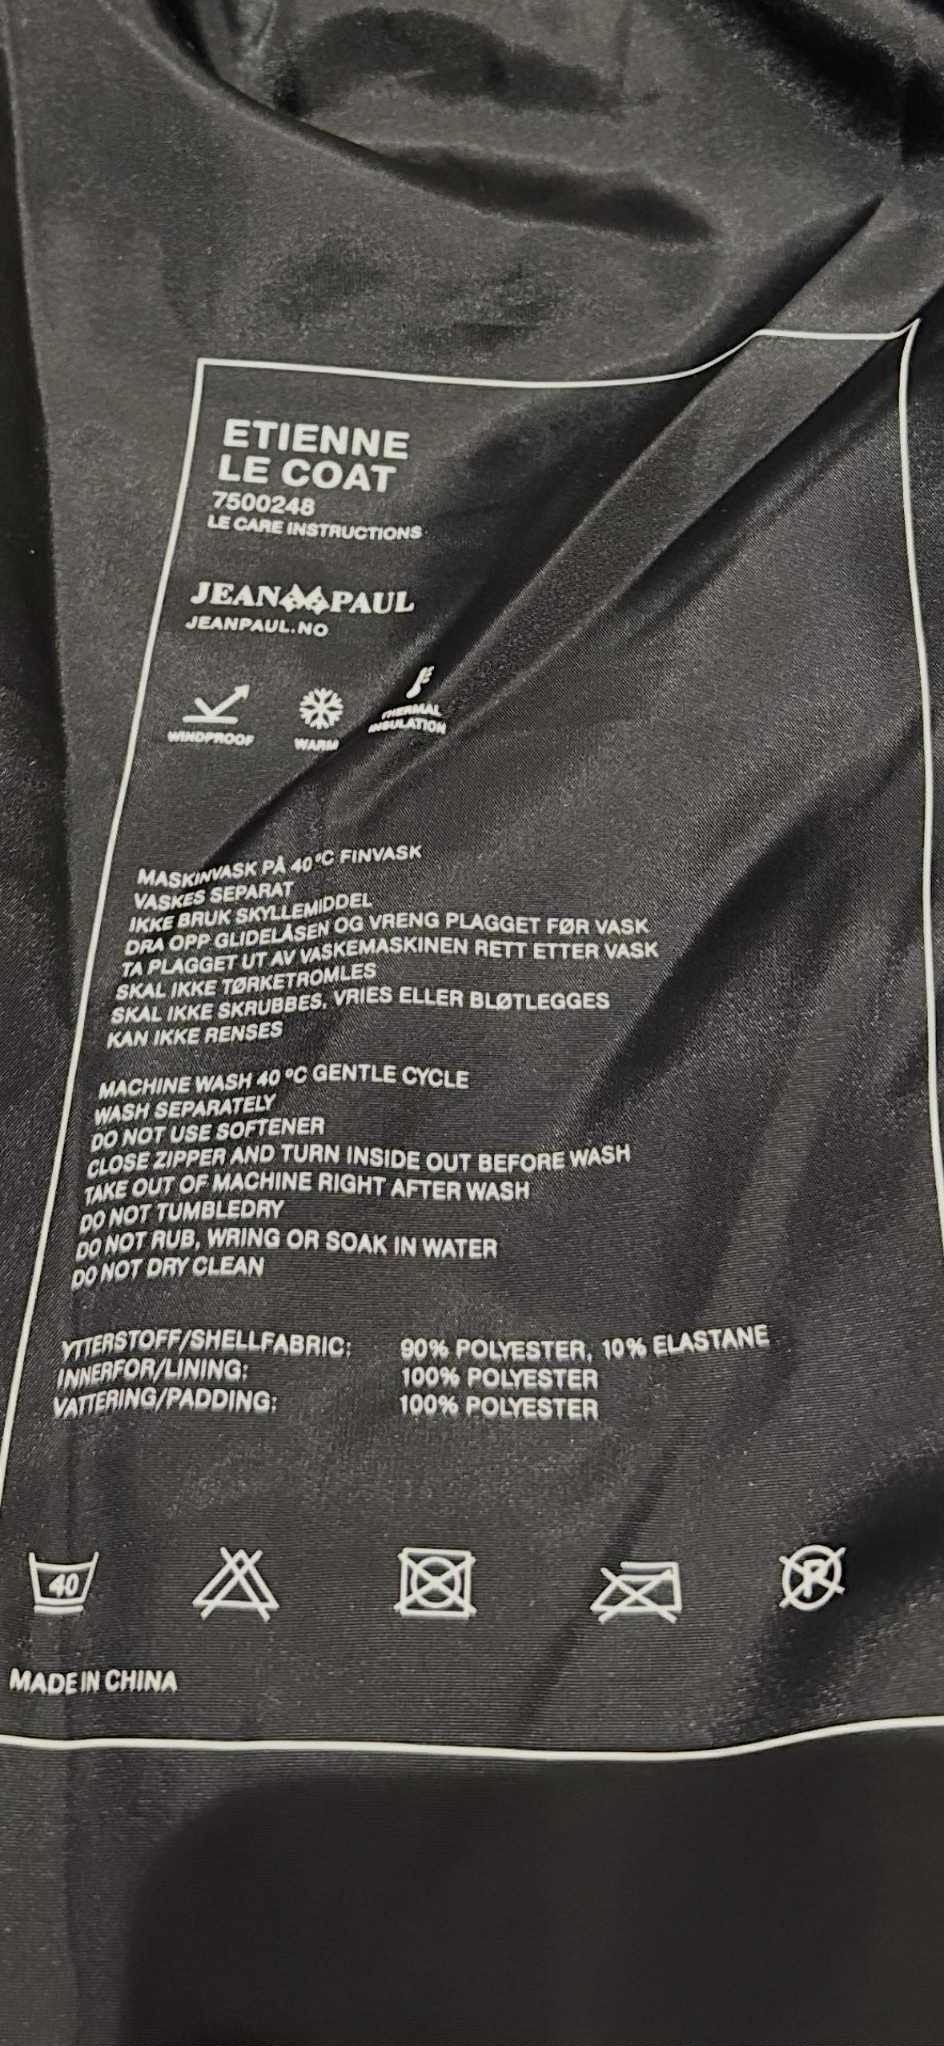 ETIENNE
LE COAT
7500248
LE CARE INSTRUCTIONS
JEAN PAUL
JEANPAUL.NO
WINDPROOF
WARM
THERMAL
INSULATION
MASKINVASK PÅ 40°C FINVASK
VASKES SEPARAT
IKKE BRUK SKYLLEMIDDEL
DRA OPP GLIDELÅSEN OG VRENG PLAGGET FØR VASK
TA PLAGGET UT AV VASKEMASKINEN RETT ETTER VASK
SKAL IKKE TØRKETROMLES
SKAL IKKE SKRUBBES, VRIES ELLER BLØTLEGGES
KAN IKKE RENSES
MACHINE WASH 40 °C GENTLE CYCLE
WASH SEPARATELY
DO NOT USE SOFTENER
CLOSE ZIPPER AND TURN INSIDE OUT BEFORE WASH
TAKE OUT OF MACHINE RIGHT AFTER WASH
DO NOT TUMBLEDRY
DO NOT RUB, WRING OR SOAK IN WATER
DO NOT DRY CLEAN
YTTERSTOFF/SHELLFABRIC: 90% POLYESTER, 10% ELASTANE
INNERFOR/LINING: 100% POLYESTER
VATTERING/PADDING: 100% POLYESTER
40 P
MADE IN CHINA